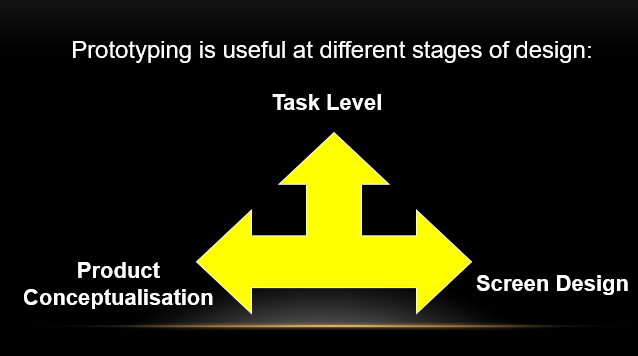 Prototyping is useful at different stages of design:
Task Level
Product
Conceptualisation
Screen Design